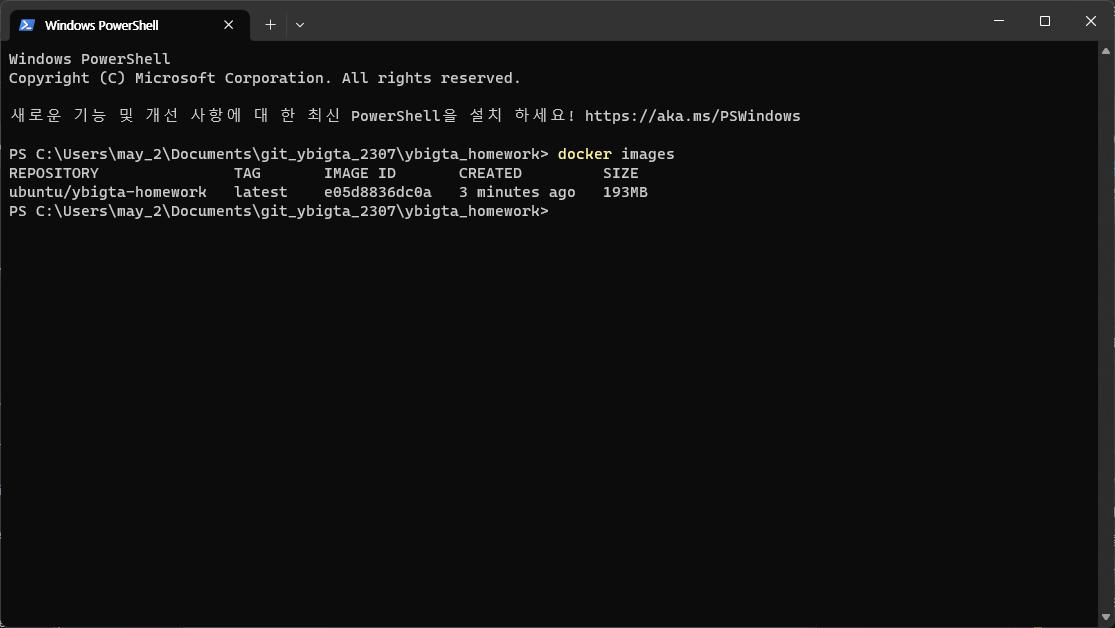 Windows PowerShell
Windows PowerShell
Copyright (C) Microsoft Corporation. All rights reserved.
새로운 기능 및 개선 사항에 대 한 최신 PowerShell을 설치 하세요! https://aka.ms/PSWindows
PS C:\Users\may_2\Documents\git_ybigta_2307\ybigta_homework> docker images
REPOSITORY               TAG       IMAGE ID       CREATED         SIZE
ubuntu/ybigta-homework   latest    e05d8836dc0a   3 minutes ago   193MB
PS C:\Users\may_2\Documents\git_ybigta_2307\ybigta_homework>